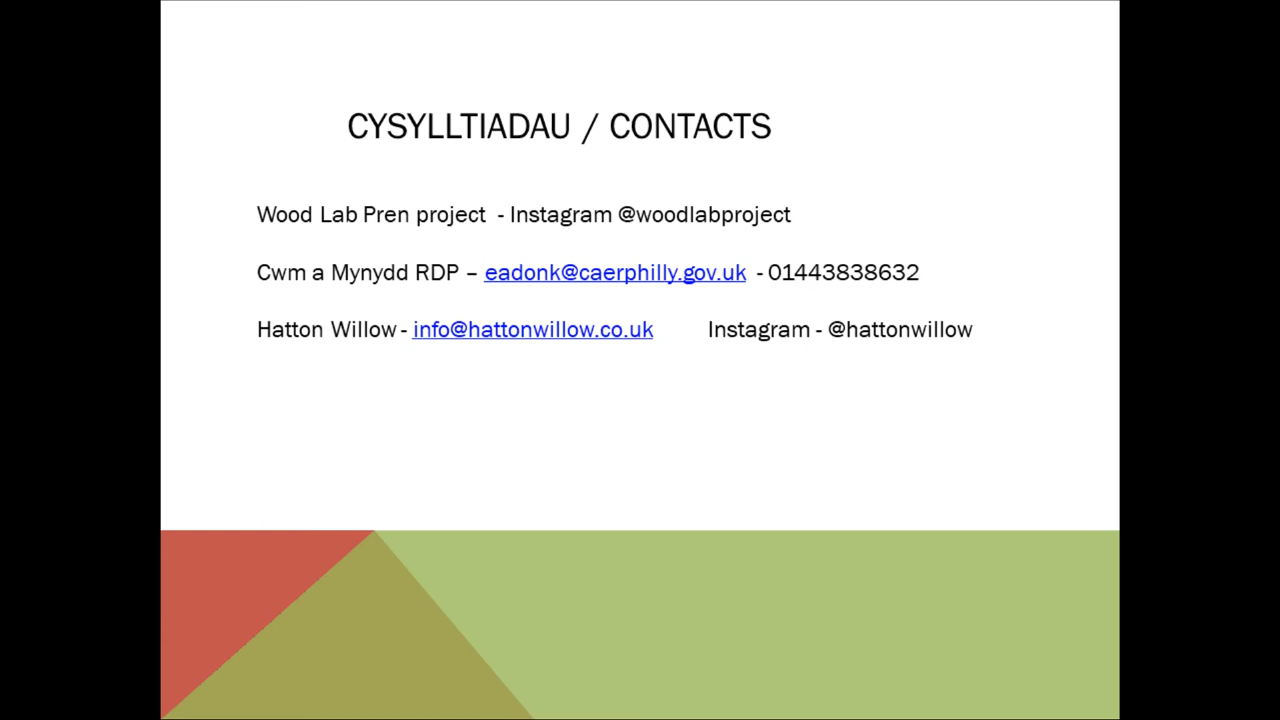 CYSYLLTIADAU / CONTACTS
Wood Lab Pren project - Instagram @woodlabproject
Cwm a Mynydd RDP – eadonk@caerphilly.gov.uk - 01443838632
Hatton Willow - info@hattonwillow.co.uk Instagram - @hattonwillow